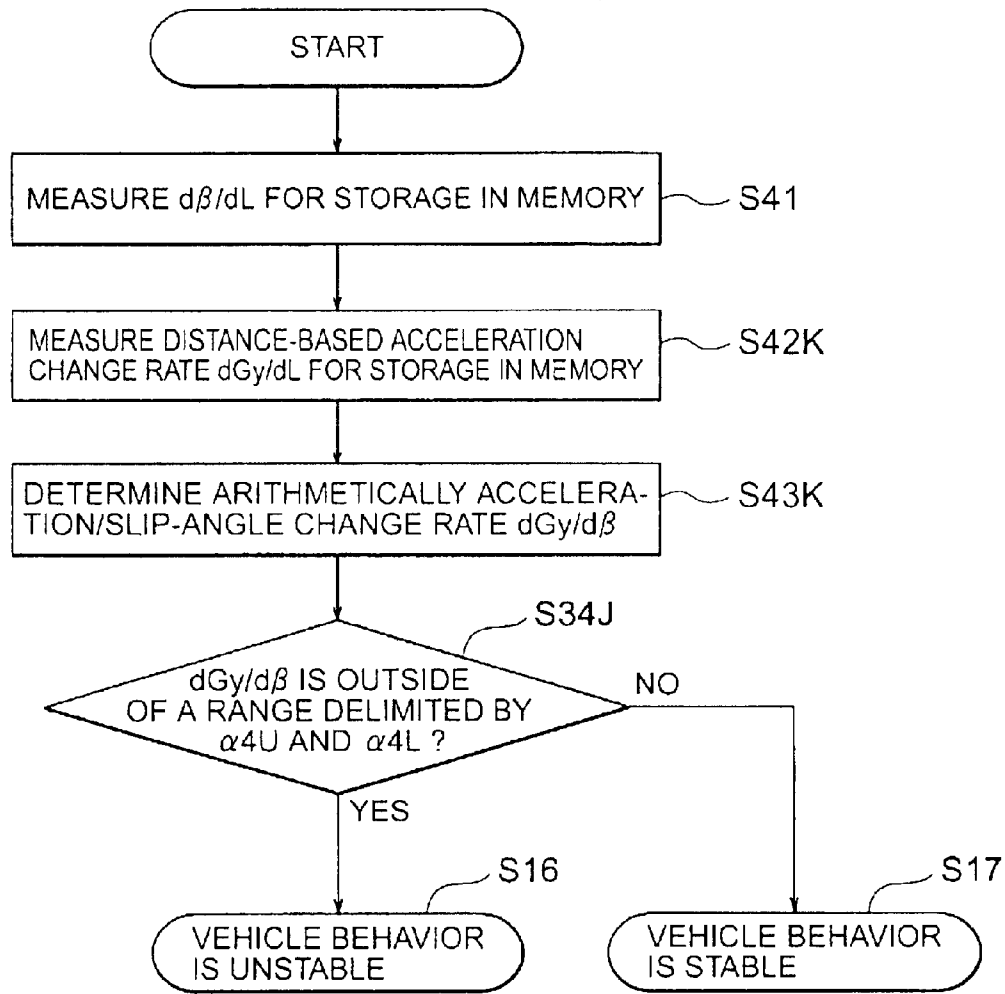 START
MEASURE dβ/dL FOR STORAGE IN MEMORY
S41
MEASURE DISTANCE-BASED ACCELERATION
CHANGE RATE dGy/dL FOR STORAGE IN MEMORY
S42K
DETERMINE ARITHMETICALLY ACCELERA-
TION/SLIP-ANGLE CHANGE RATE dGy/dβ
S43K
S34J
dGy/dβ IS OUTSIDE
OF A RANGE DELIMITED BY
α4U AND α4L ?
NO
YES
S16
VEHICLE BEHAVIOR
IS UNSTABLE
S17
VEHICLE BEHAVIOR
IS STABLE